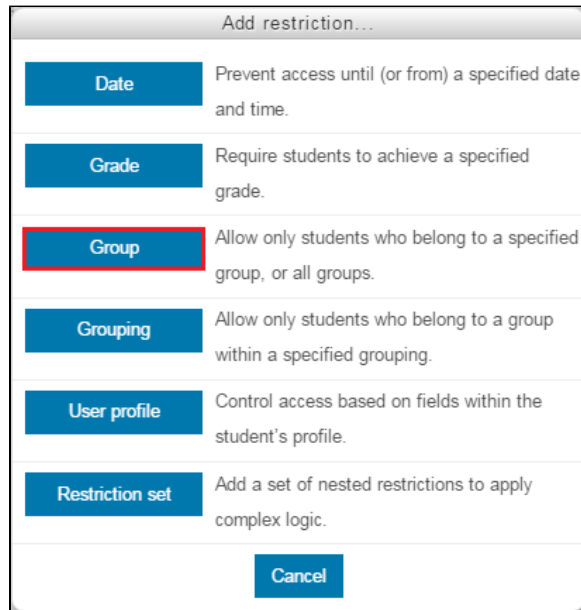 Add restriction...
Date
Prevent access until (or from) a specified date
and time.
Grade
Require students to achieve a specified
grade.
Group
Allow only students who belong to a specified
group, or all groups.
Grouping
Allow only students who belong to a group
within a specified grouping.
User profile
Control access based on fields within the
student's profile.
Restriction set
Add a set of nested restrictions to apply
complex logic.
Cancel